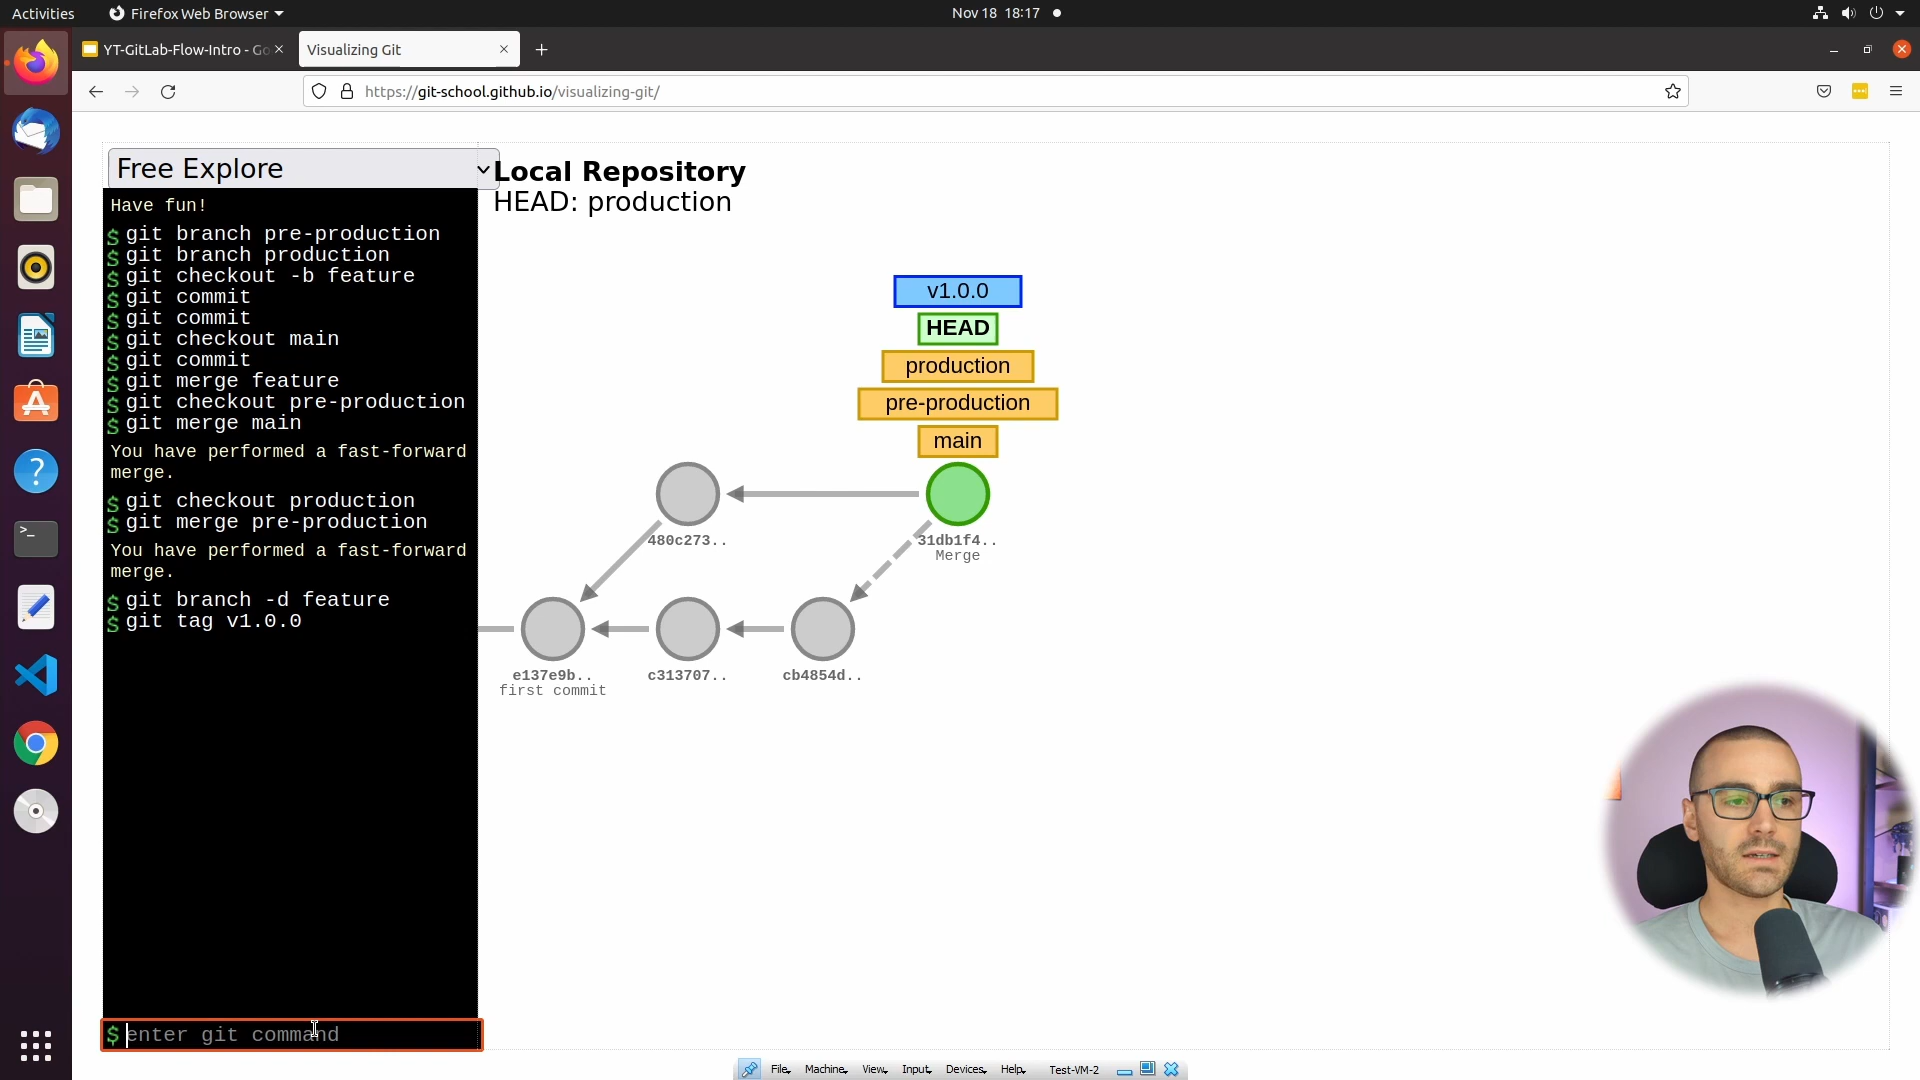 Activities
Firefox Web Browser
Nov 18 18:17
YT-GitLab-Flow-Intro - Go
Visualizing Git
https://git-school.github.io/visualizing-git/
Free Explore
Local Repository
HEAD: production
Have fun!
$ git branch pre-production
$ git branch production
$ git checkout -b feature
$ git commit
$ git commit
$ git checkout main
$ git commit
$ git merge feature
$ git checkout pre-production
$ git merge main
You have performed a fast-forward
merge.
$ git checkout production
$ git merge pre-production
You have performed a fast-forward
merge.
$ git branch -d feature
$ git tag v1.0.0
$ enter git command
v1.0.0
HEAD
production
pre-production
main
480c273..
31db1f4..
Merge
e137e9b..
first commit
c313707..
cb4854d..
File Machine View Input Devices Help Test-VM-2